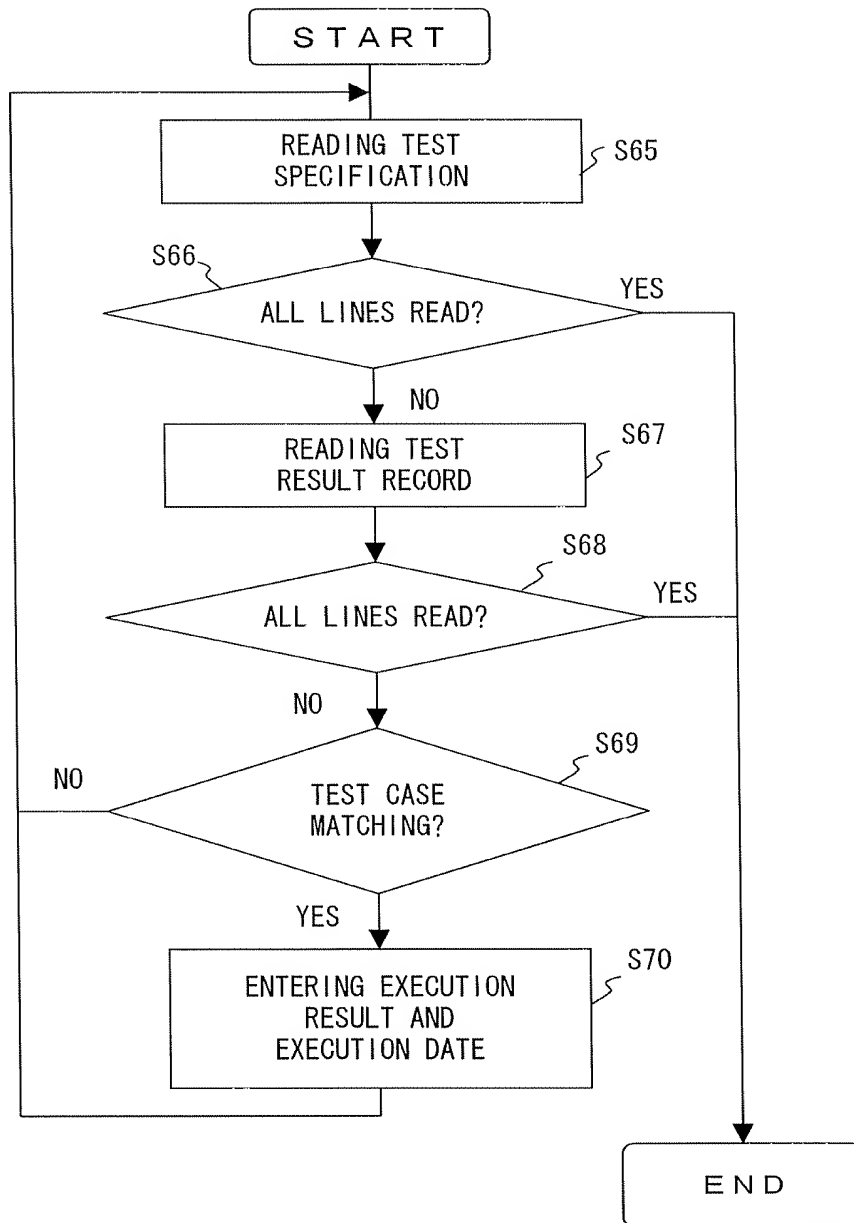 START
READING TEST
SPECIFICATION
S65
S66
ALL LINES READ?
YES
NO
READING TEST
RESULT RECORD
S67
S68
ALL LINES READ?
YES
NO
S69
TEST CASE
MATCHING?
NO
YES
S70
ENTERING EXECUTION
RESULT AND
EXECUTION DATE
END